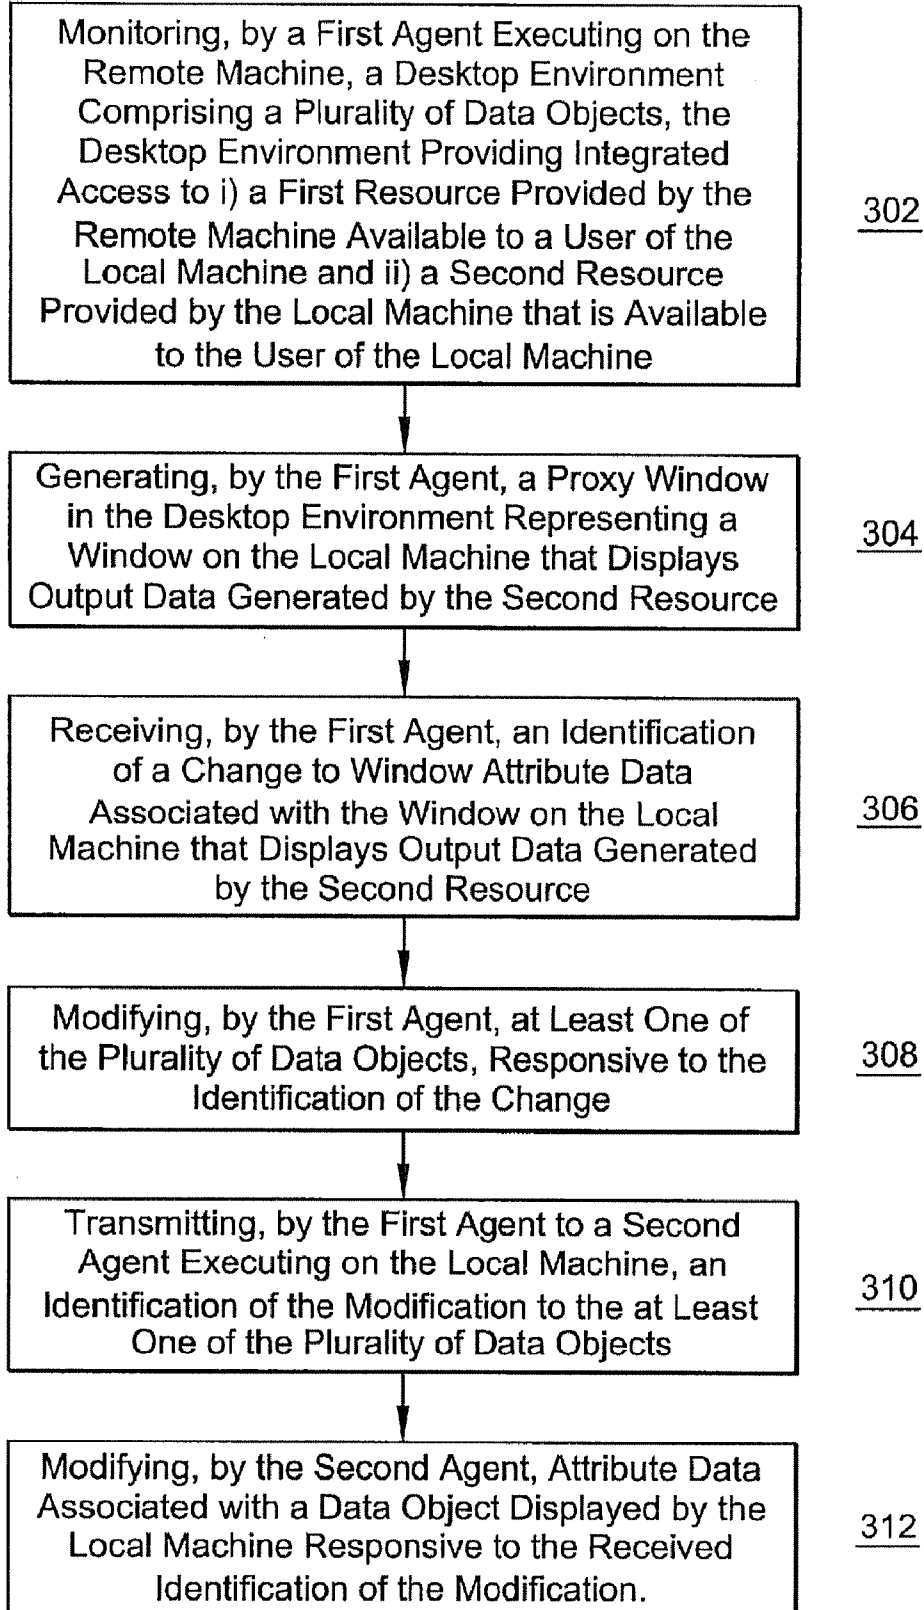 Monitoring, by a First Agent Executing on the
Remote Machine, a Desktop Environment
Comprising a Plurality of Data Objects, the
Desktop Environment Providing Integrated
Access to i) a First Resource Provided by the
Remote Machine Available to a User of the
Local Machine and ii) a Second Resource
Provided by the Local Machine that is Available
to the User of the Local Machine
302
Generating, by the First Agent, a Proxy Window
in the Desktop Environment Representing a
Window on the Local Machine that Displays
Output Data Generated by the Second Resource
304
Receiving, by the First Agent, an Identification
of a Change to Window Attribute Data
Associated with the Window on the Local
Machine that Displays Output Data Generated
by the Second Resource
306
Modifying, by the First Agent, at Least One of
the Plurality of Data Objects, Responsive to the
Identification of the Change
308
Transmitting, by the First Agent to a Second
Agent Executing on the Local Machine, an
Identification of the Modification to the at Least
One of the Plurality of Data Objects
310
Modifying, by the Second Agent, Attribute Data
Associated with a Data Object Displayed by the
Local Machine Responsive to the Received
Identification of the Modification.
312